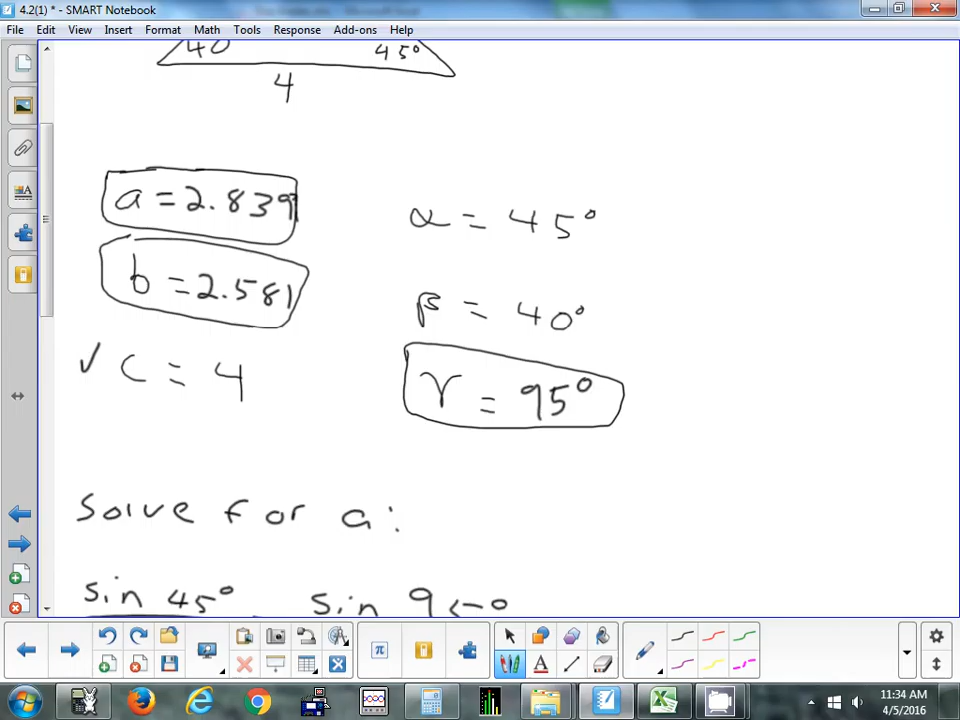 4.2(1) * - SMART Notebook
File Edit View Insert Format Math Tools Response Add-ons Help
40 45°
4
a = 2.839
α = 45°
b = 2.581
β = 40°
✓ c = 4
γ = 95°
Solve for a:
sin 45° sin 95°
11:34 AM
4/5/2016